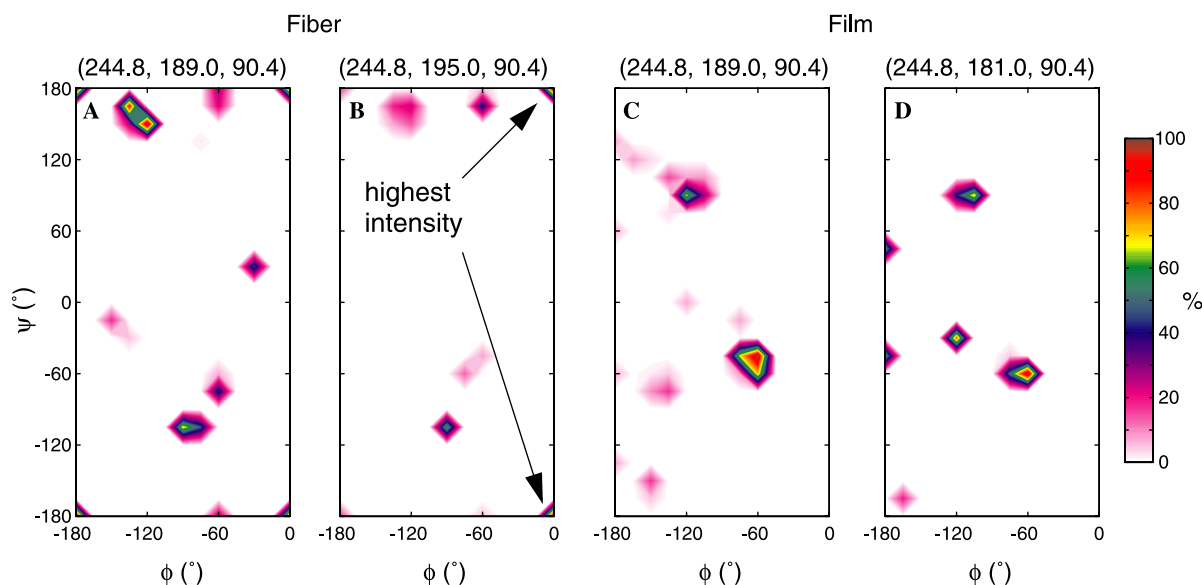 Fiber
Film
(244.8, 189.0, 90.4)
(244.8, 195.0, 90.4)
(244.8, 189.0, 90.4)
(244.8, 181.0, 90.4)
A
B
C
D
highest
intensity
180
120
60
0
-60
-120
-180
ψ (°)
-180 -120 -60 0
-180 -120 -60 0
-180 -120 -60 0
-180 -120 -60 0
ϕ (°)
ϕ (°)
ϕ (°)
ϕ (°)
100
80
60
40
20
0
%